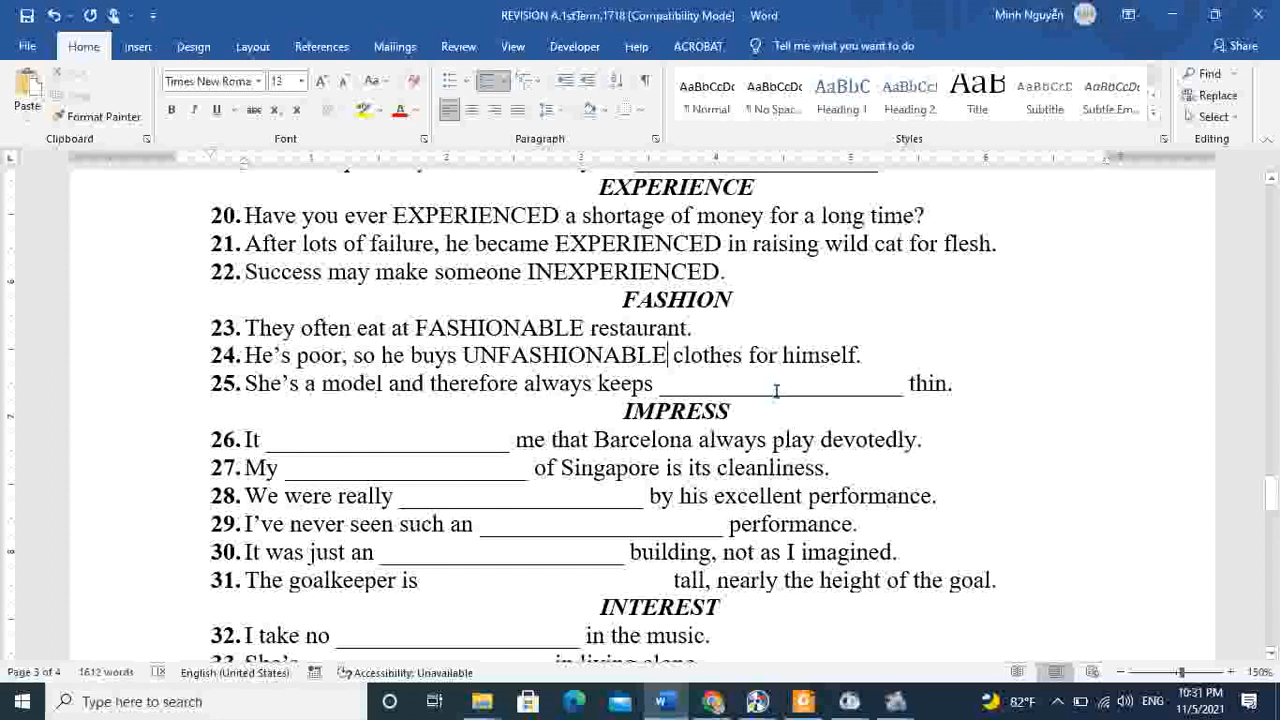 REVISION A.1stTerm.1718 [Compatibility Mode] - Word
Minh Nguyễn
File Home Insert Design Layout References Mailings Review View Developer Help ACROBAT Tell me what you want to do Share
Times New Roma 13 Aa
AaBbCcDc AaBbCcDc AaBbC AaBbCc AaB AaBbCcD AaBbCcD
Find
Replace
Select
Paste Format Painter
B I U abc
¶ Normal ¶ No Spac... Heading 1 Heading 2 Title Subtitle Subtle Em...
Clipboard Font Paragraph Styles Editing
EXPERIENCE
20. Have you ever EXPERIENCED a shortage of money for a long time?
21. After lots of failure, he became EXPERIENCED in raising wild cat for flesh.
22. Success may make someone INEXPERIENCED.
FASHION
23. They often eat at FASHIONABLE restaurant.
24. He's poor, so he buys UNFASHIONABLE clothes for himself.
25. She's a model and therefore always keeps ____________________ thin.
IMPRESS
26. It ____________________ me that Barcelona always play devotedly.
27. My ____________________ of Singapore is its cleanliness.
28. We were really ____________________ by his excellent performance.
29. I've never seen such an ____________________ performance.
30. It was just an ____________________ building, not as I imagined.
31. The goalkeeper is tall, nearly the height of the goal.
INTEREST
32. I take no ____________________ in the music.
33. She's ____________________ in living alone.
Page 3 of 4 1612 words English (United States) Accessibility: Unavailable 150%
Type here to search
82°F ENG
10:31 PM
11/5/2021